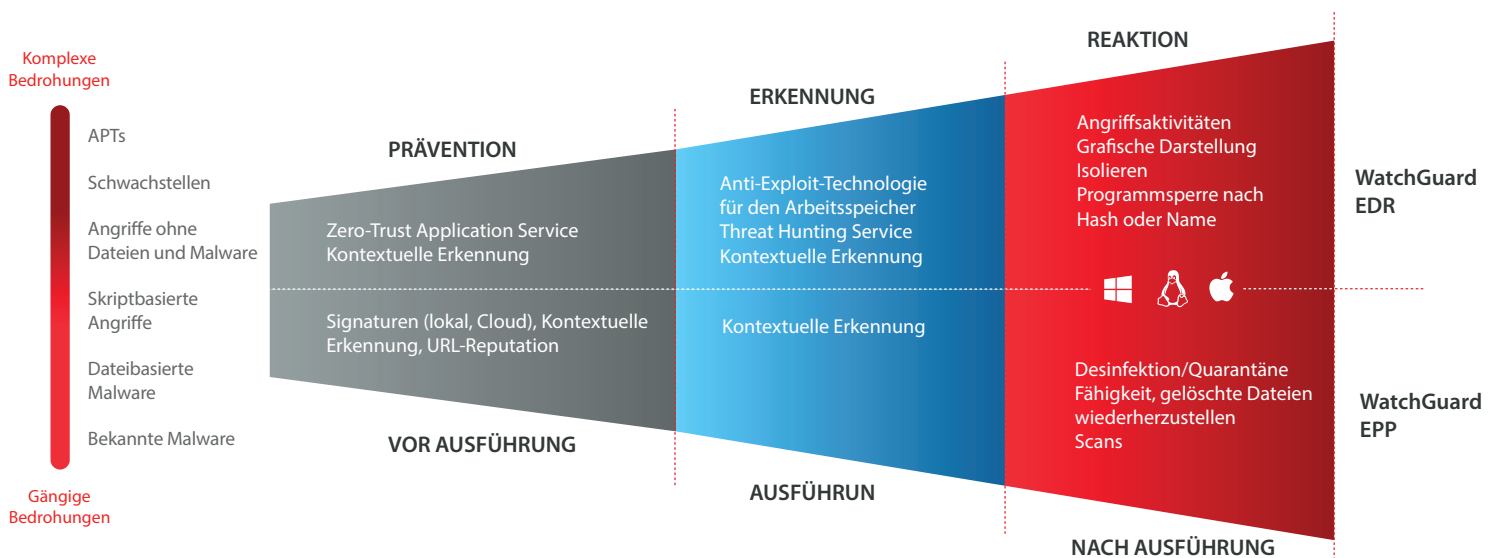 Komplexe
Bedrohungen
APTs
Schwachstellen
Angriffe ohne
Dateien und Malware
Skriptbasierte
Angriffe
Dateibasierte
Malware
Bekannte Malware
Gängige
Bedrohungen
PRÄVENTION
Zero-Trust Application Service
Kontextuelle Erkennung
Signaturen (lokal, Cloud), Kontextuelle
Erkennung, URL-Reputation
VOR AUSFÜHRUNG
ERKENNUNG
Anti-Exploit-Technologie
für den Arbeitsspeicher
Threat Hunting Service
Kontextuelle Erkennung
Kontextuelle Erkennung
AUSFÜHRUN
REAKTION
Angriffsaktivitäten
Grafische Darstellung
Isolieren
Programmsperre nach
Hash oder Name
Desinfektion/Quarantäne
Fähigkeit, gelöschte Dateien
wiederherzustellen
Scans
NACH AUSFÜHRUNG
WatchGuard
EDR
WatchGuard
EPP